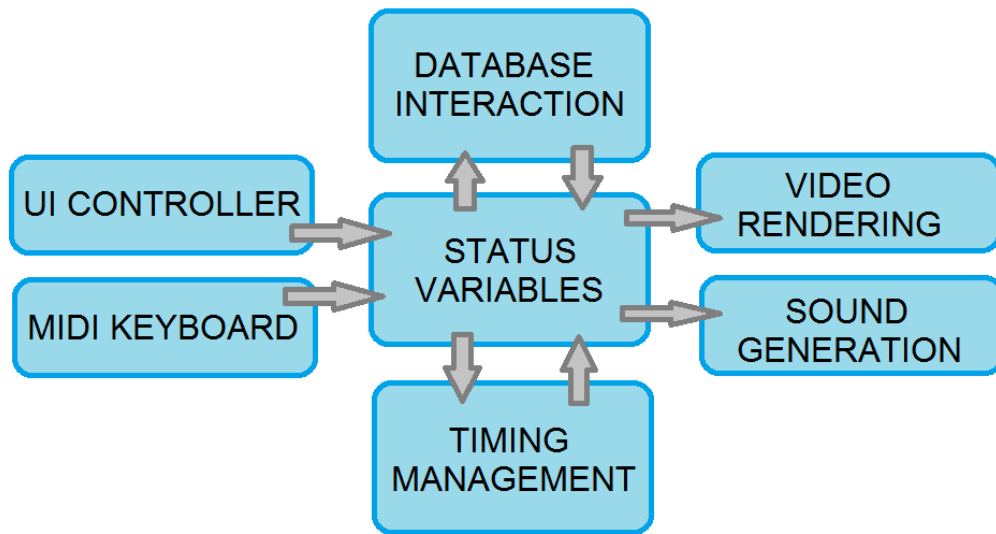 DATABASE
INTERACTION
UI CONTROLLER
VIDEO
RENDERING
STATUS
VARIABLES
MIDI KEYBOARD
SOUND
GENERATION
TIMING
MANAGEMENT